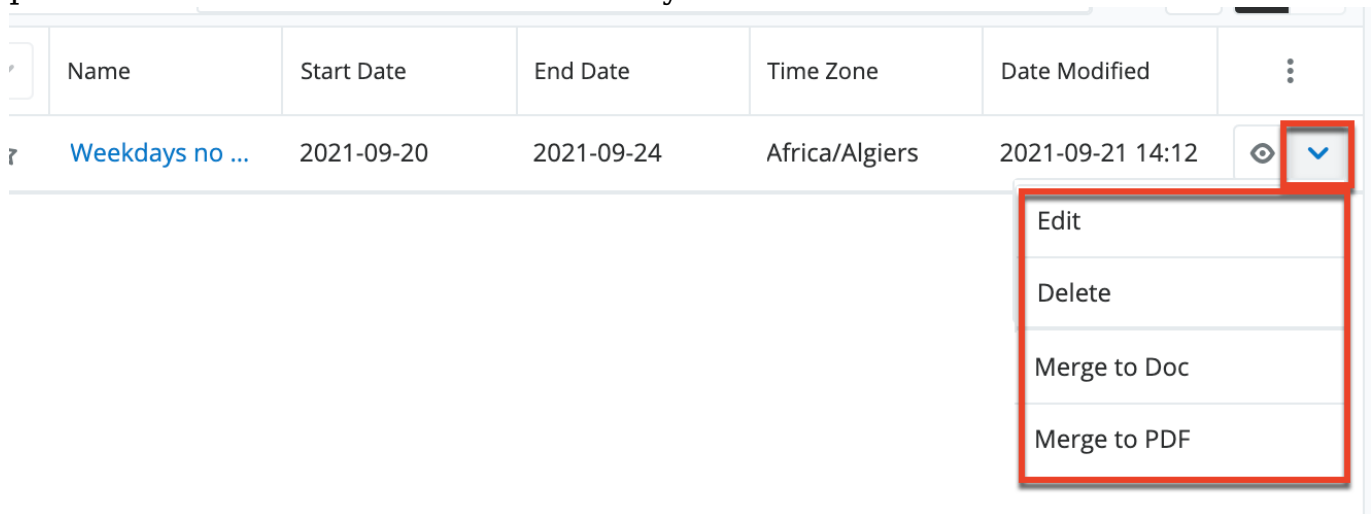 Name Start Date End Date Time Zone Date Modified
Weekdays no ... 2021-09-20 2021-09-24 Africa/Algiers 2021-09-21 14:12
Edit
Delete
Merge to Doc
Merge to PDF